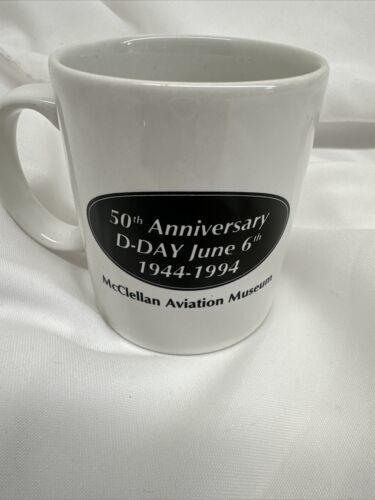 50th Anniversary
D-DAY June 6th
1944-1994
McClellan Aviation Museum